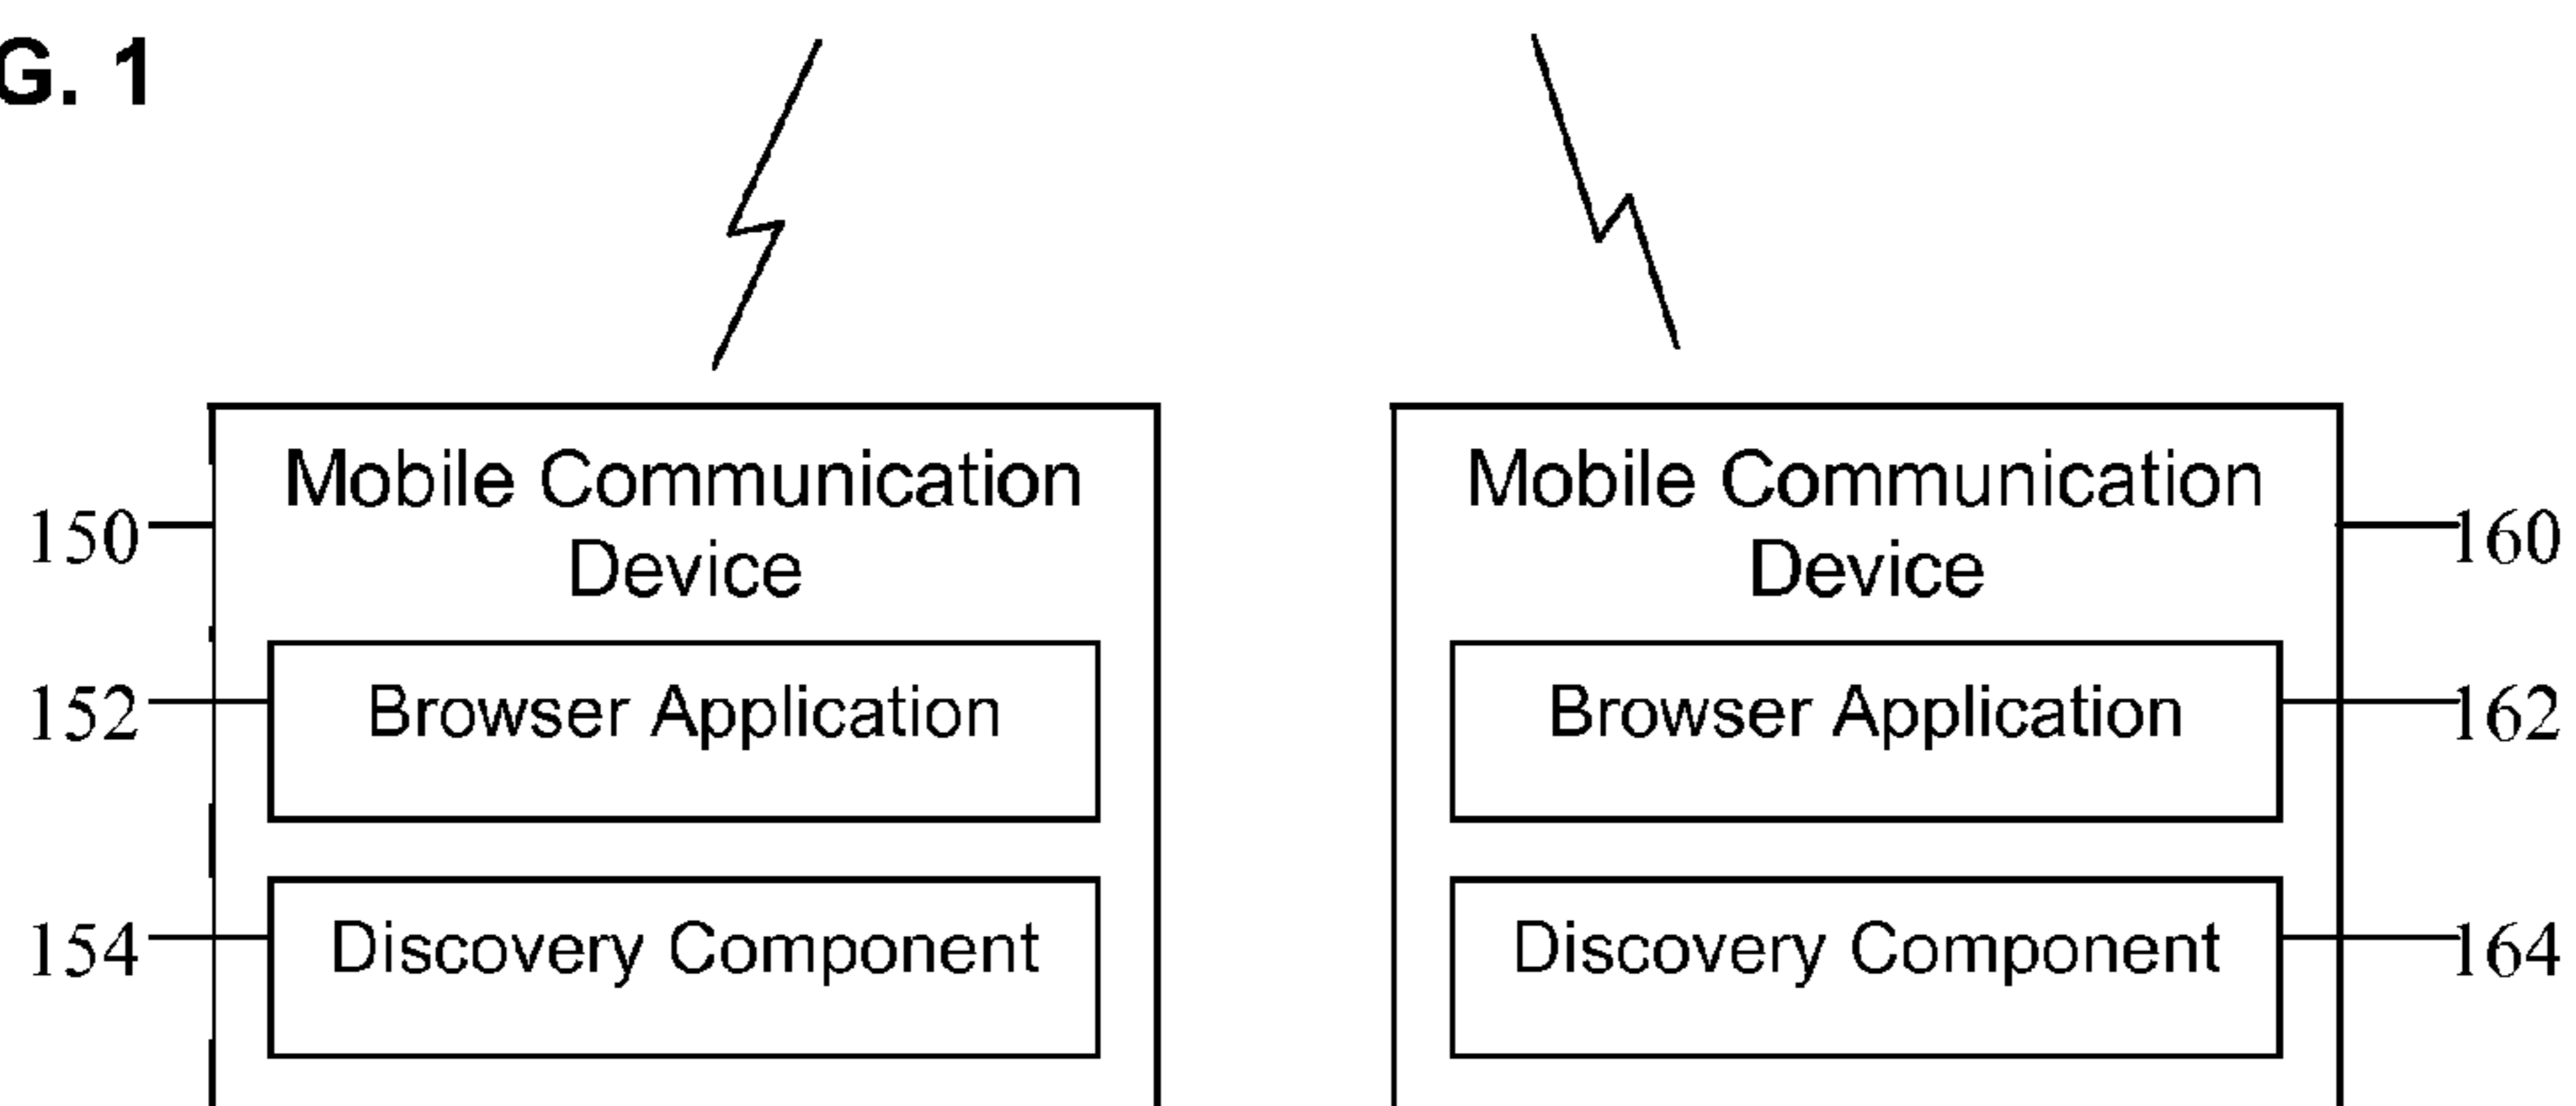 G. 1
Mobile Communication
Device
150
Browser Application
152
Discovery Component
154
Mobile Communication
Device
160
Browser Application
162
Discovery Component
164